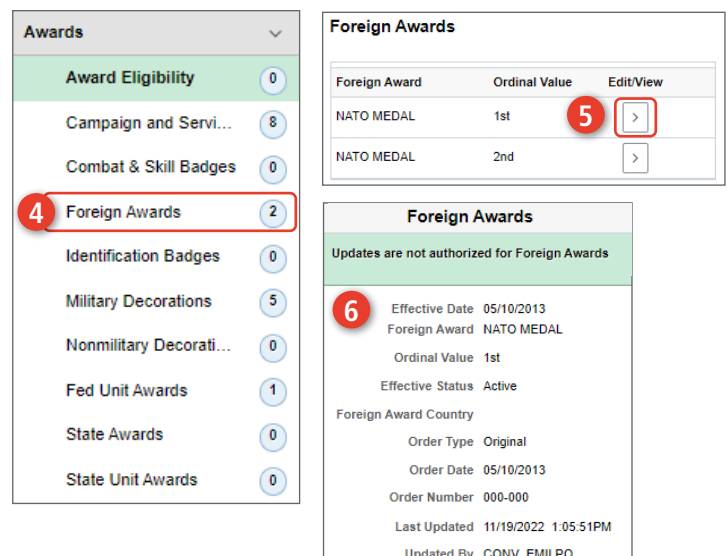 Awards
Award Eligibility 0
Campaign and Servi... 8
Combat & Skill Badges 0
4 Foreign Awards 2
Identification Badges 0
Military Decorations 5
Nonmilitary Decorati... 0
Fed Unit Awards 1
State Awards 0
State Unit Awards 0
Foreign Awards
Foreign Award Ordinal Value Edit/View
NATO MEDAL 1st 5 >
NATO MEDAL 2nd >
Foreign Awards
Updates are not authorized for Foreign Awards
6 Effective Date 05/10/2013
Foreign Award NATO MEDAL
Ordinal Value 1st
Effective Status Active
Foreign Award Country
Order Type Original
Order Date 05/10/2013
Order Number 000-000
Last Updated 11/19/2022 1:05:51PM
Updated By CONV_EMILPO